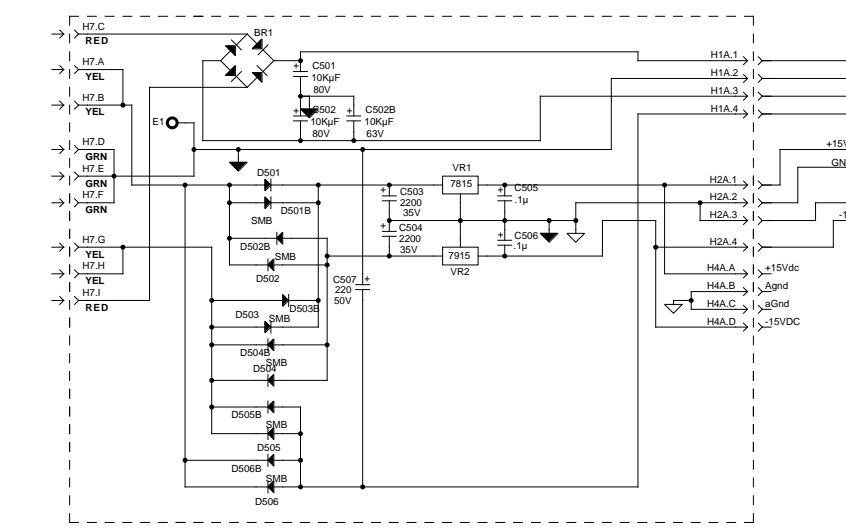 H7.C
RED
BR1
H7.A
YEL
C501
10KµF
80V
H1A.1
H1A.2
H7.B
YEL
H1A.3
E1
C502
10KµF
80V
C502B
10KµF
63V
H1A.4
H7.D
GRN
+15V
H7.E
GRN
GN
D501
VR1
7815
H2A.1
H7.F
GRN
D501B
SMB
C503
2200
35V
C505
.1µ
H2A.2
H2A.3
-1
C504
2200
35V
C506
.1µ
H7.G
YEL
D502B
SMB
7915
VR2
H2A.4
H7.H
YEL
D502
C507
220
50V
H4A.A
+15Vdc
H4A.B
Agnd
H7.I
RED
D503B
H4A.C
aGnd
D503
SMB
H4A.D
-15VDC
D504B
SMB
D504
D505B
SMB
D505
D506B
SMB
D506